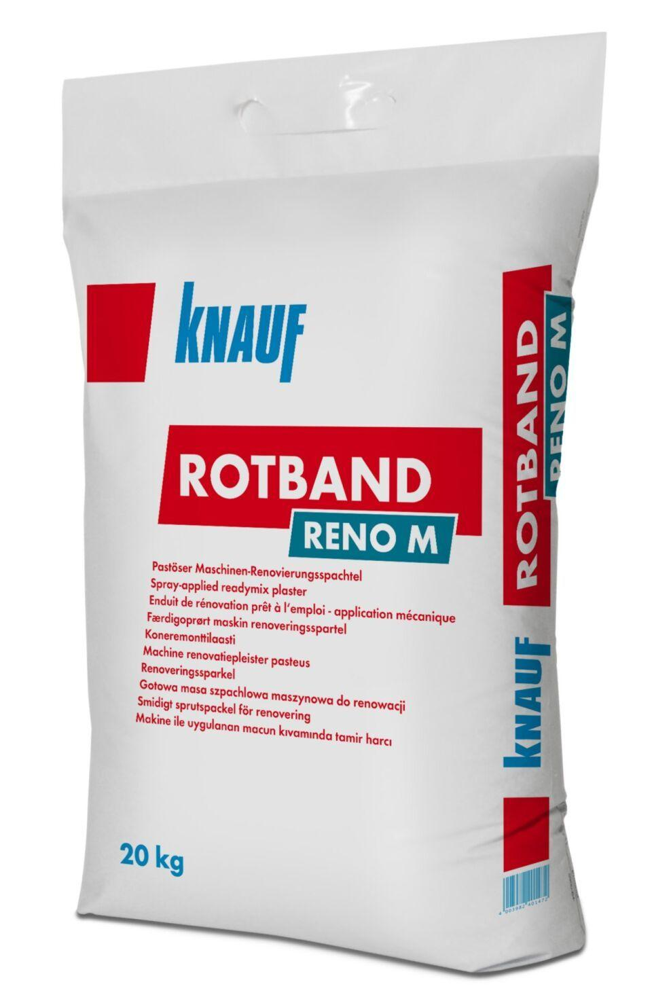 KNAUF
ROTBAND
RENO M
Pastöser Maschinen-Renovierungsspachtel
Spray-applied readymix plaster
Enduit de rénovation prêt à l'emploi - application mécanique
Færdigoprørt maskin renoveringsspartel
Koneremonttilaasti
Machine renovatiepleister pasteus
Renoveringssparkel
Gotowa masa szpachlowa maszynowa do renowacji
Smidigt sprutspackel för renovering
Makine ile uygulanan macun kıvamında tamir harcı
20 kg
ROTBAND
RENO M
KNAUF
4 003982 401472